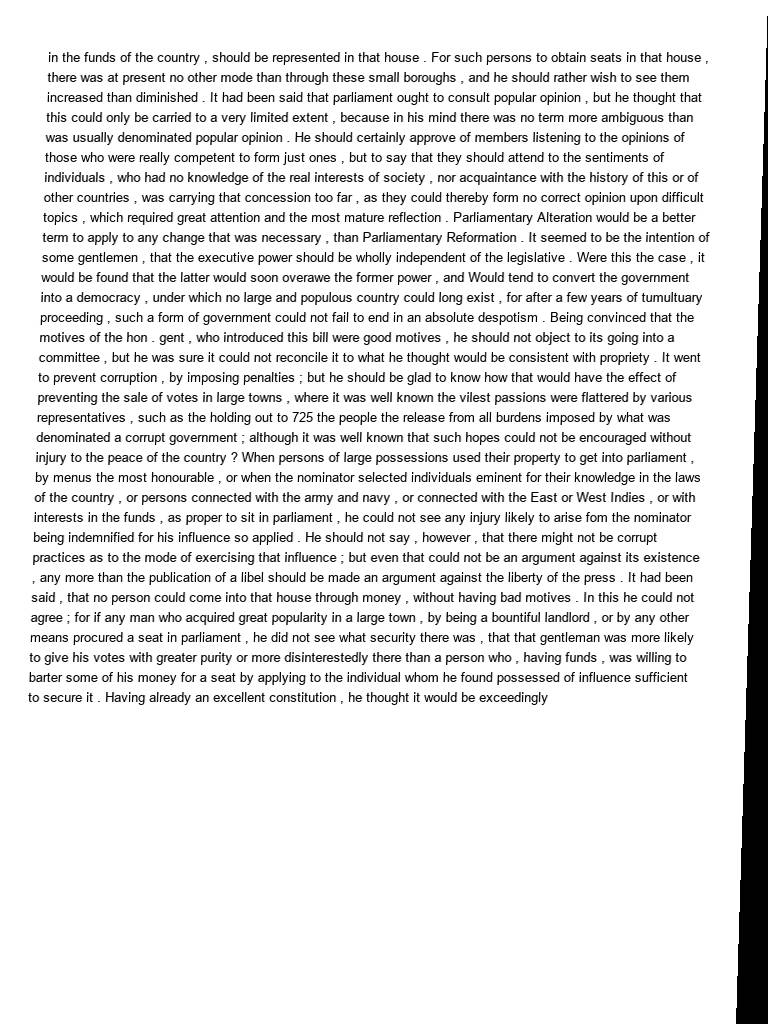 in the funds of the country , should be represented in that house . For such persons to obtain seats in that house ,
there was at present no other mode than through these small boroughs , and he should rather wish to see them
increased than diminished . It had been said that parliament ought to consult popular opinion , but he thought that
this could only be carried to a very limited extent , because in his mind there was no term more ambiguous than
was usually denominated popular opinion . He should certainly approve of members listening to the opinions of
those who were really competent to form just ones , but to say that they should attend to the sentiments of
individuals , who had no knowledge of the real interests of society , nor acquaintance with the history of this or of
other countries , was carrying that concession too far , as they could thereby form no correct opinion upon difficult
topics , which required great attention and the most mature reflection . Parliamentary Alteration would be a better
term to apply to any change that was necessary , than Parliamentary Reformation . It seemed to be the intention of
some gentlemen , that the executive power should be wholly independent of the legislative . Were this the case , it
would be found that the latter would soon overawe the former power , and Would tend to convert the government
into a democracy , under which no large and populous country could long exist , for after a few years of tumultuary
proceeding , such a form of government could not fail to end in an absolute despotism . Being convinced that the
motives of the hon . gent , who introduced this bill were good motives , he should not object to its going into a
committee , but he was sure it could not reconcile it to what he thought would be consistent with propriety . It went
to prevent corruption , by imposing penalties ; but he should be glad to know how that would have the effect of
preventing the sale of votes in large towns , where it was well known the vilest passions were flattered by various
representatives , such as the holding out to 725 the people the release from all burdens imposed by what was
denominated a corrupt government ; although it was well known that such hopes could not be encouraged without
injury to the peace of the country ? When persons of large possessions used their property to get into parliament ,
by menus the most honourable , or when the nominator selected individuals eminent for their knowledge in the laws
of the country , or persons connected with the army and navy , or connected with the East or West Indies , or with
interests in the funds , as proper to sit in parliament , he could not see any injury likely to arise fom the nominator
being indemnified for his influence so applied . He should not say , however , that there might not be corrupt
practices as to the mode of exercising that influence ; but even that could not be an argument against its existence
, any more than the publication of a libel should be made an argument against the liberty of the press . It had been
said , that no person could come into that house through money , without having bad motives . In this he could not
agree ; for if any man who acquired great popularity in a large town , by being a bountiful landlord , or by any other
means procured a seat in parliament , he did not see what security there was , that that gentleman was more likely
to give his votes with greater purity or more disinterestedly there than a person who , having funds , was willing to
barter some of his money for a seat by applying to the individual whom he found possessed of influence sufficient
to secure it . Having already an excellent constitution , he thought it would be exceedingly